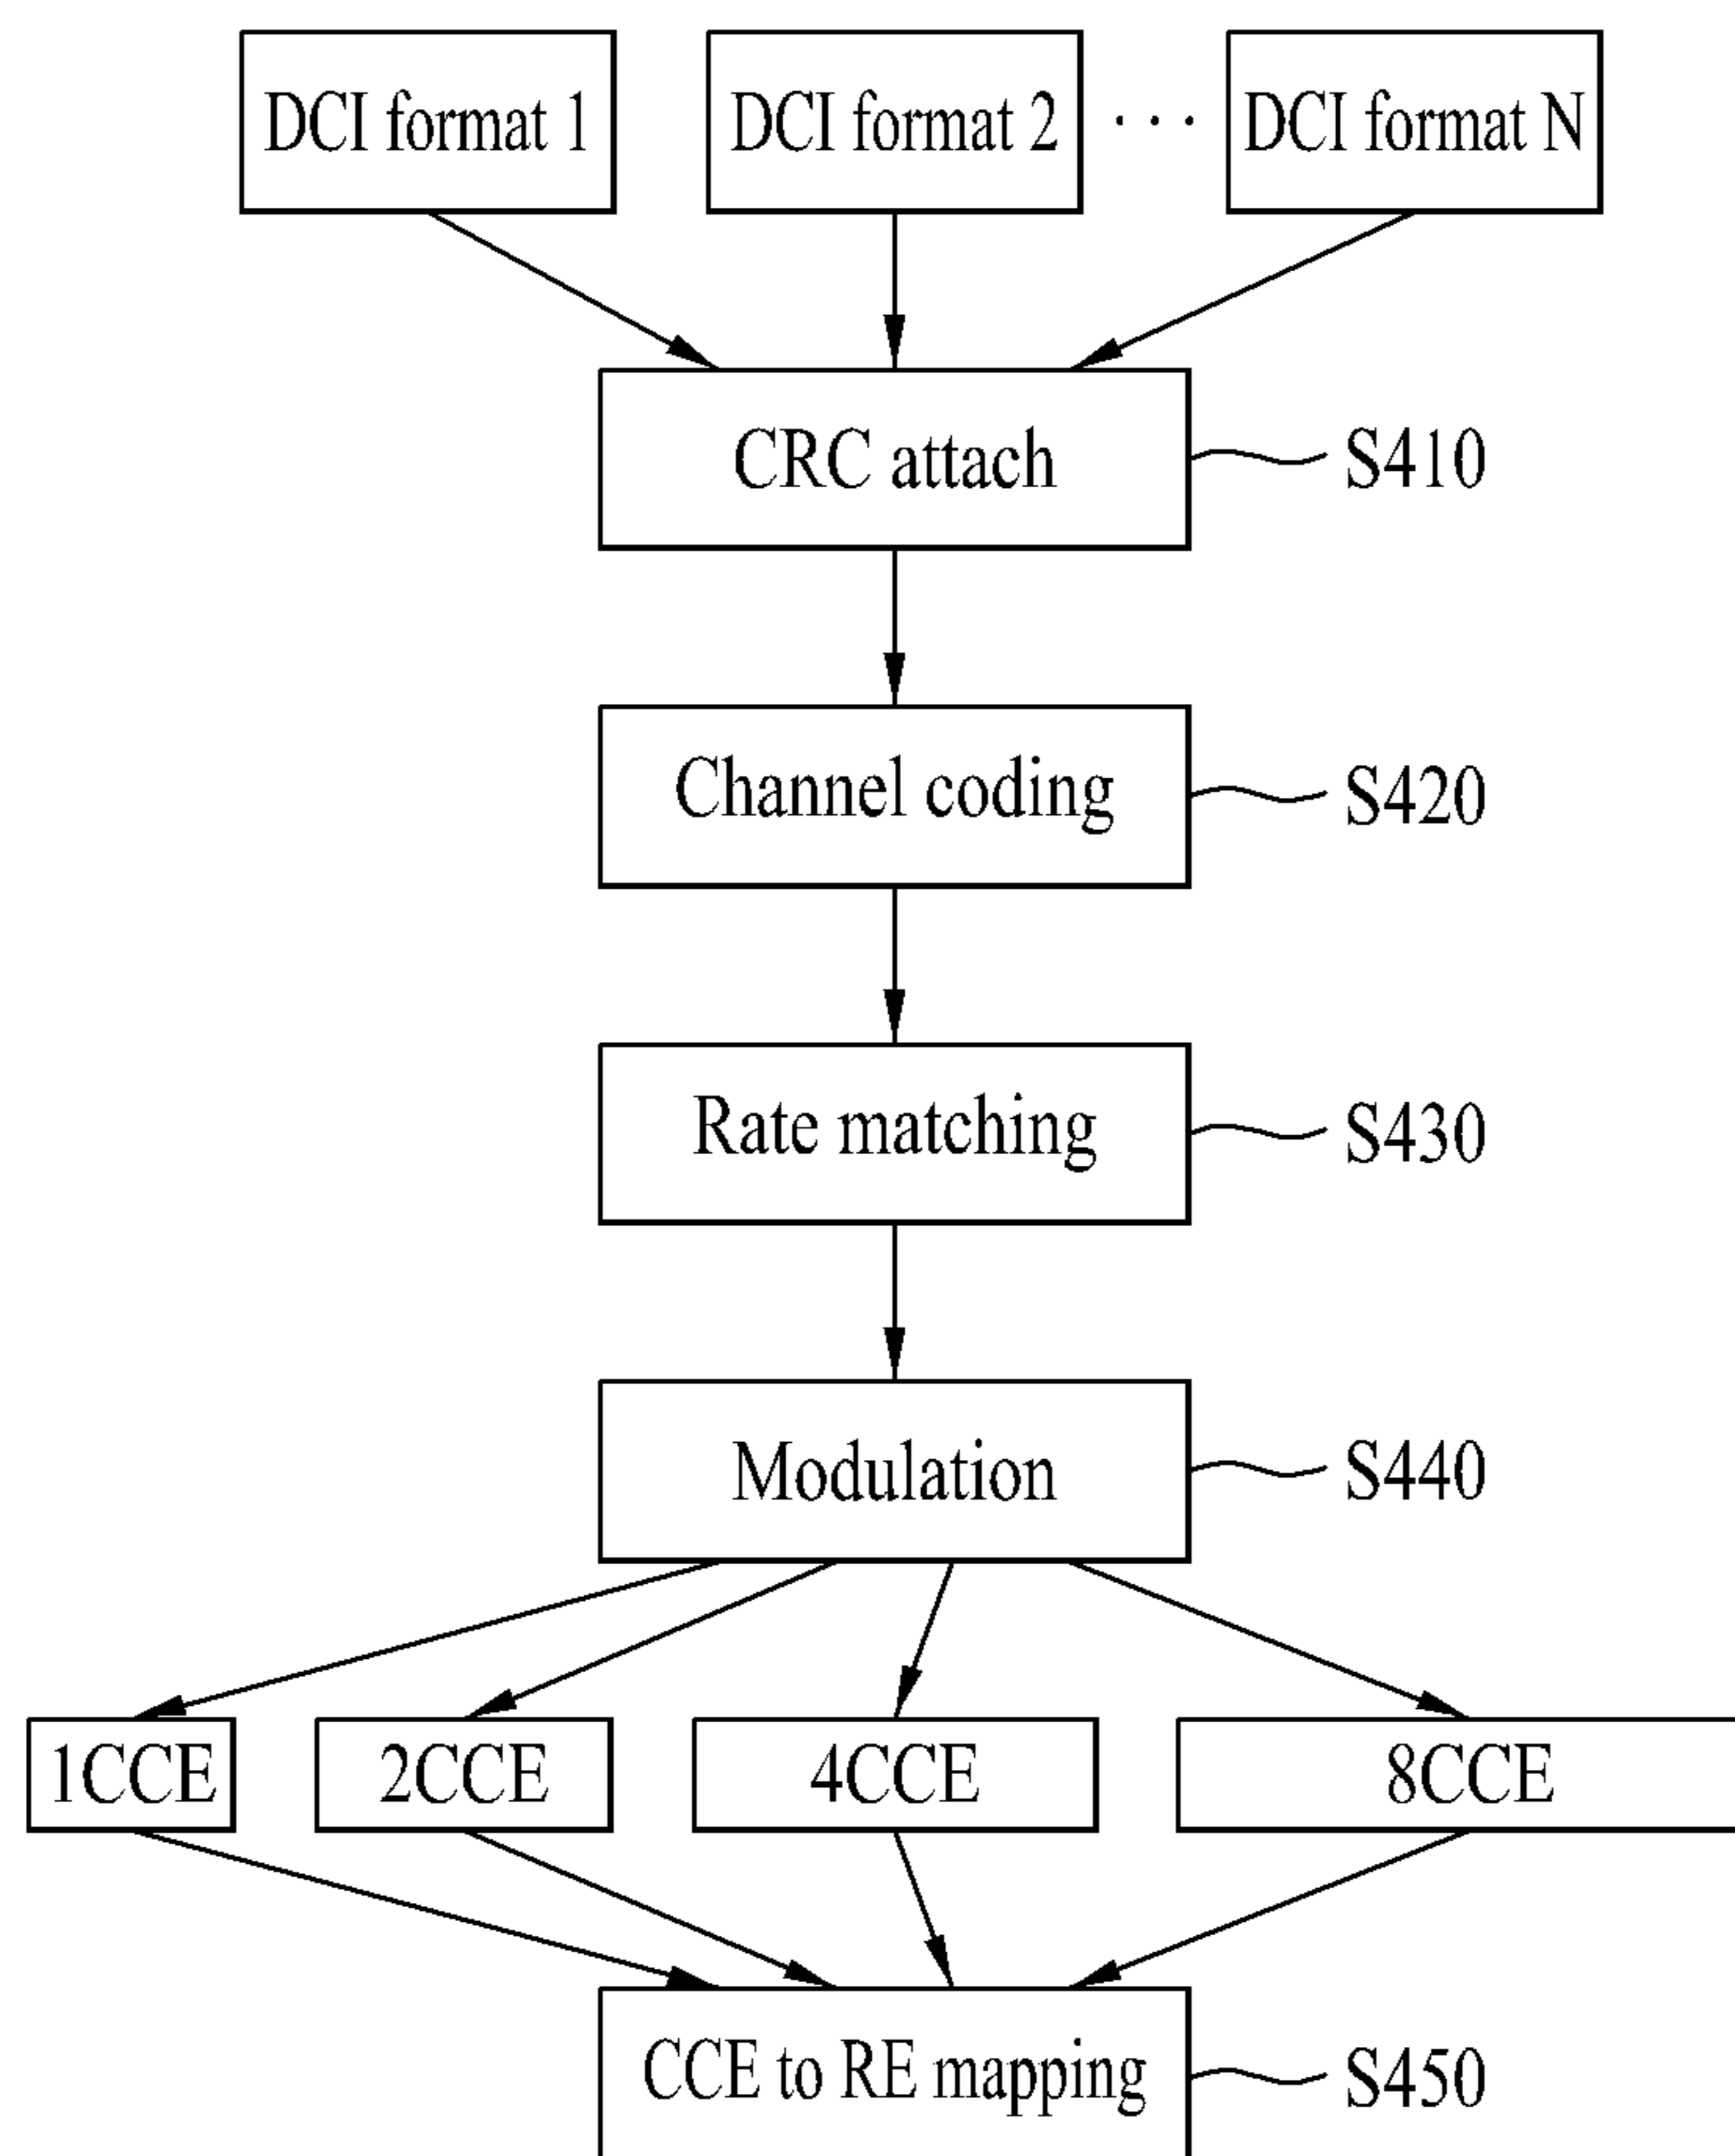 DCI format 1
DCI format 2
. . .
DCI format N
CRC attach
S410
Channel coding
S420
Rate matching
S430
Modulation
S440
1CCE
2CCE
4CCE
8CCE
CCE to RE mapping
S450